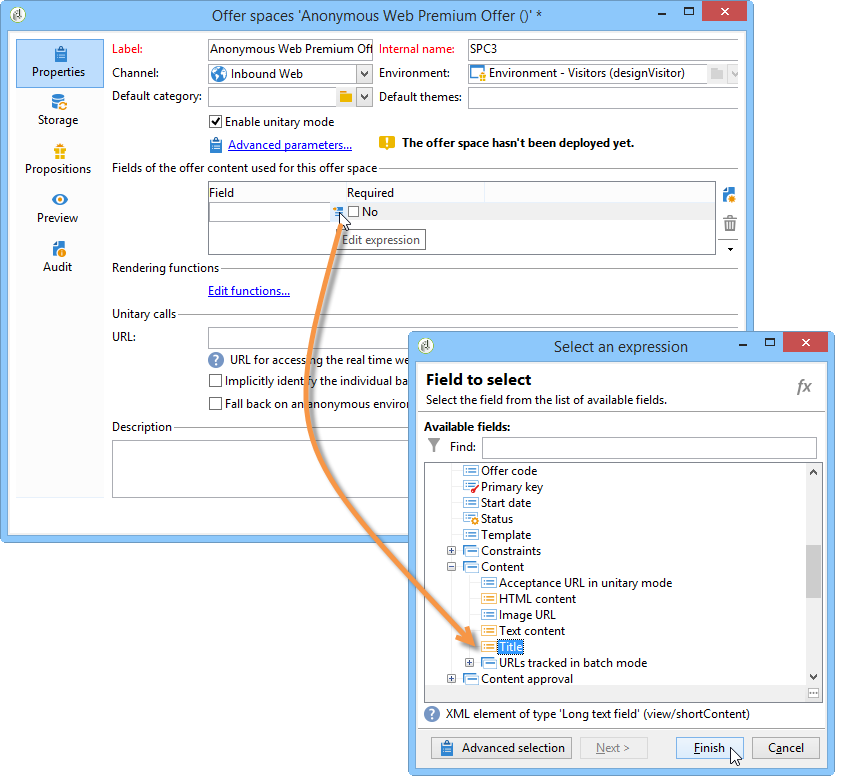 Offer spaces 'Anonymous Web Premium Offer ()' *
Properties
Storage
Propositions
Preview
Audit
Label: Anonymous Web Premium Off Internal name: SPC3
Channel: Inbound Web Environment: Environment - Visitors (designVisitor)
Default category: Default themes:
Enable unitary mode
Advanced parameters... The offer space hasn't been deployed yet.
Fields of the offer content used for this offer space
Field Required
No
Edit expression
Rendering functions
Edit functions...
Unitary calls
URL:
URL for accessing the real time we
Implicitly identify the individual ba
Fall back on an anonymous enviro
Description
Select an expression
Field to select
Select the field from the list of available fields.
fx
Available fields:
Find:
Offer code
Primary key
Start date
Status
Template
Constraints
Content
Acceptance URL in unitary mode
HTML content
Image URL
Text content
Title
URLs tracked in batch mode
Content approval
XML element of type 'Long text field' (view/shortContent)
Advanced selection Next > Finish Cancel